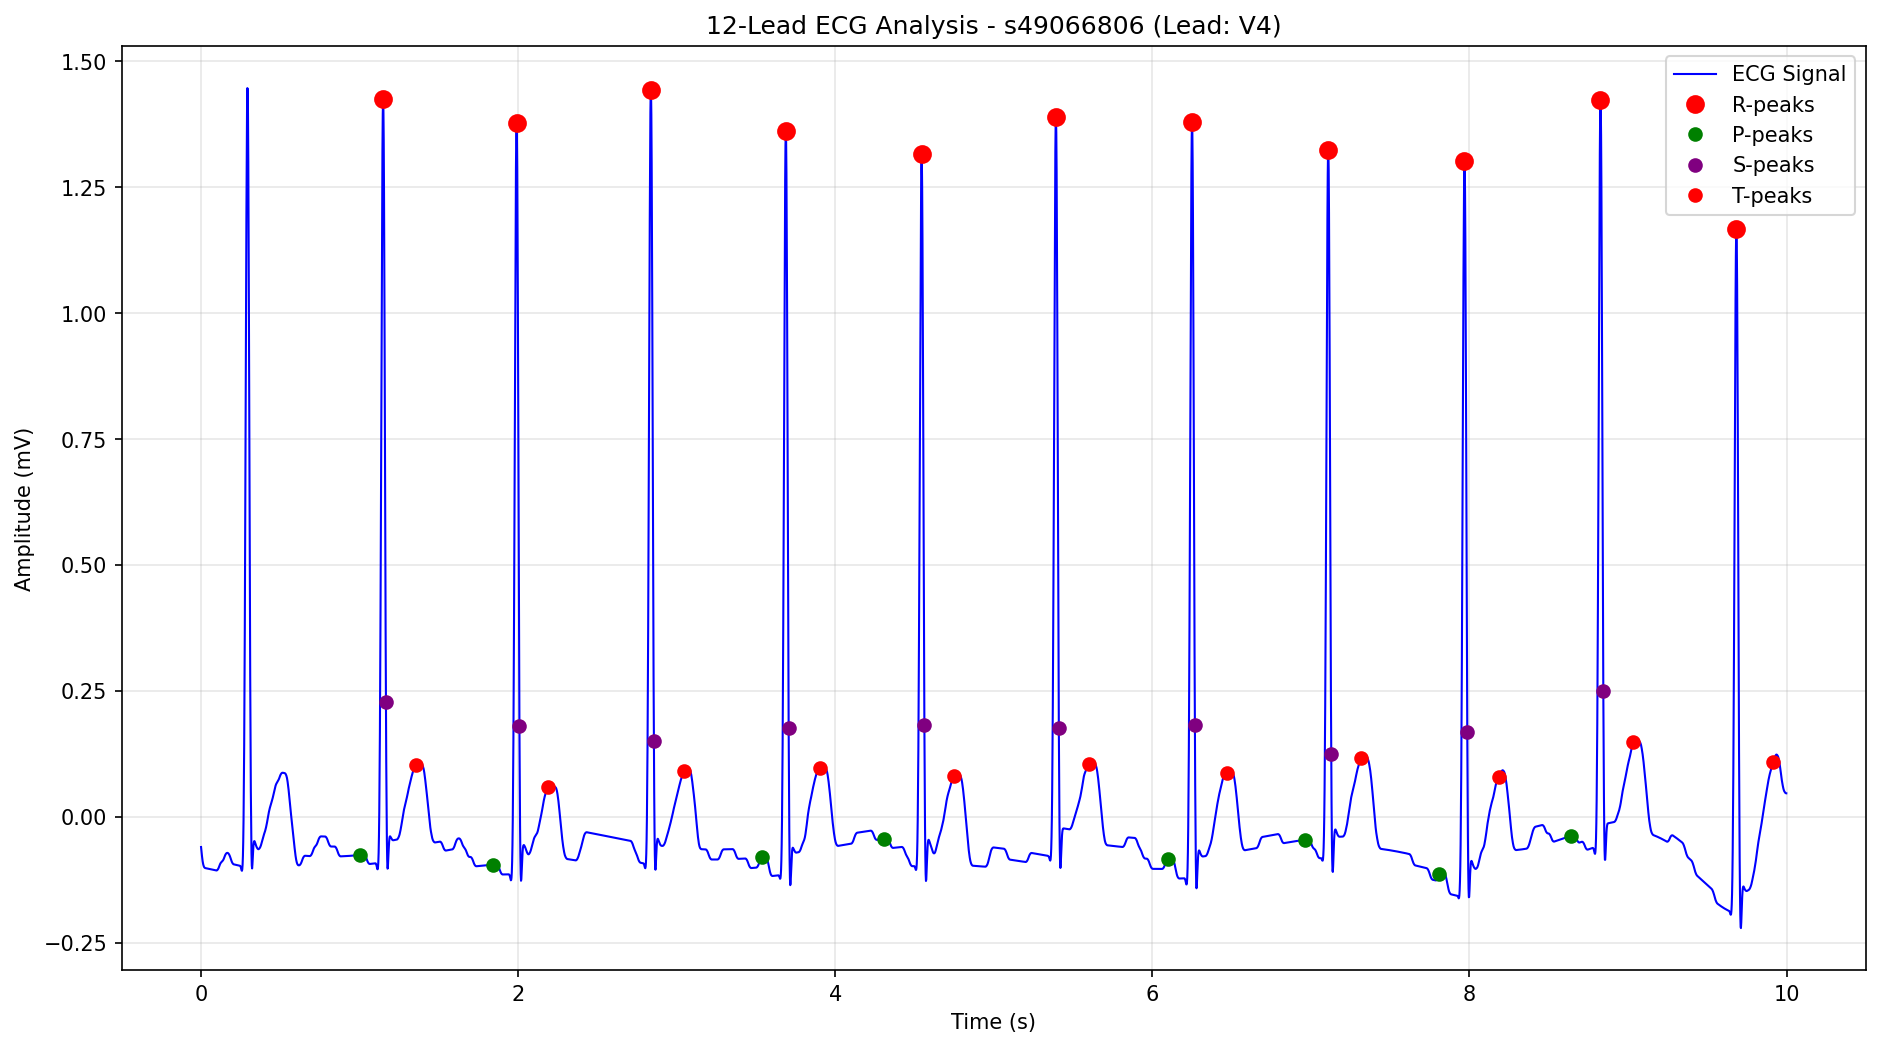 12-Lead ECG Analysis - s49066806 (Lead: V4)
ECG Signal
R-peaks
P-peaks
S-peaks
T-peaks
Amplitude (mV)
1.50
1.25
1.00
0.75
0.50
0.25
0.00
−0.25
0 2 4 6 8 10
Time (s)